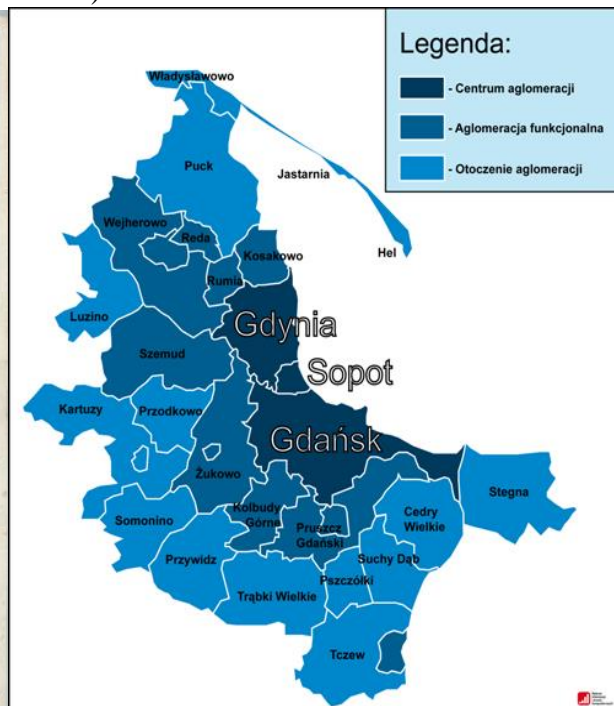 Legenda:
- Centrum aglomeracji
- Aglomeracja funkcjonalna
- Otoczenie aglomeracji
Władysławowo
Puck
Jastarnia
Hel
Wejherowo
Reda
Kosakowo
Rumia
Luzino
Gdynia
Szemud
Sopot
Kartuzy
Przodkowo
Gdańsk
Żukowo
Stegna
Kolbudy
Górne
Cedry
Wielkie
Somonino
Pruszcz
Gdański
Przywidz
Suchy Dąb
Pszczółki
Trąbki Wielkie
Tczew